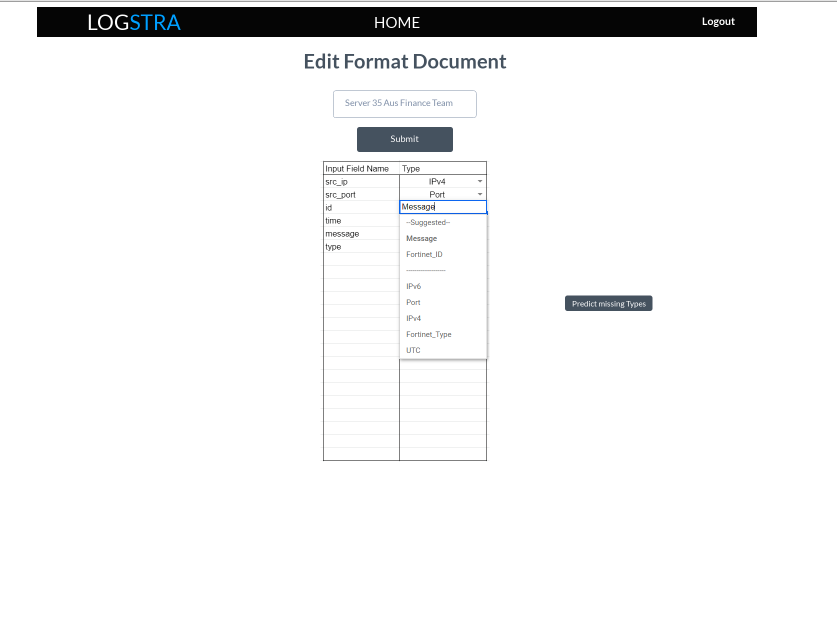 LOGSTRA HOME Logout
Edit Format Document
Server 35 Aus Finance Team
Submit
Input Field Name Type
src_ip IPv4
src_port Port
id Message
time
message
type
--Suggested--
Message
Fortinet_ID
-----------------
IPv6
Port
IPv4
Fortinet_Type
UTC
Predict missing Types